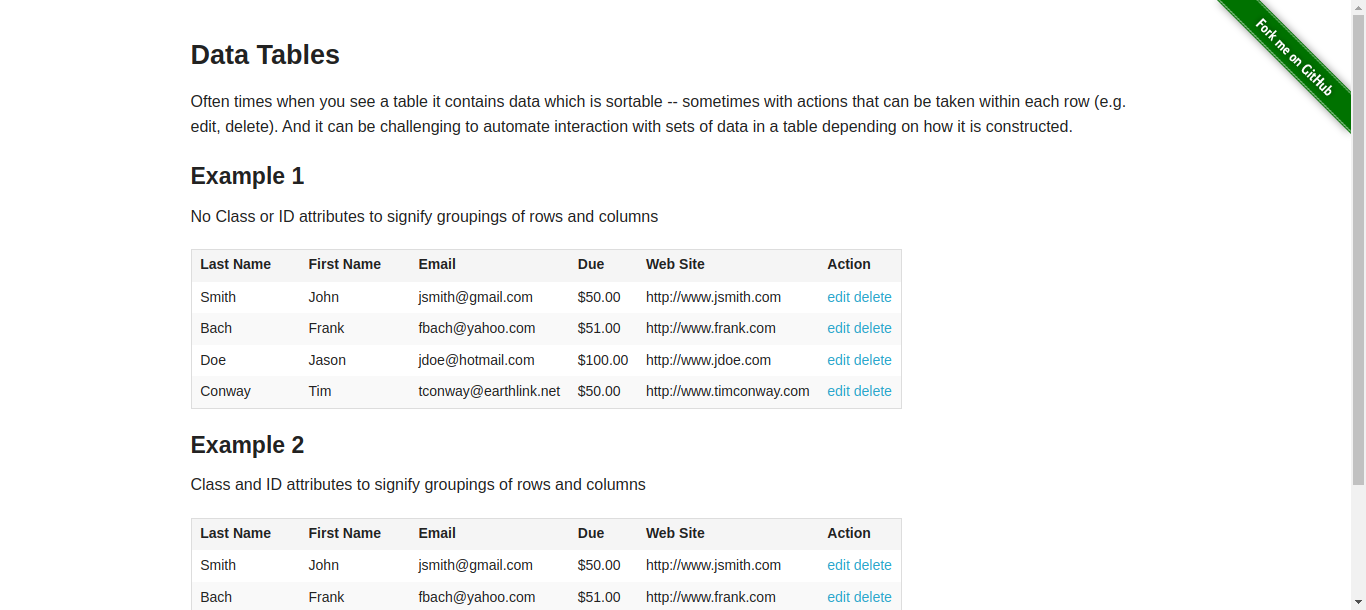 Fork me on GitHub
Data Tables
Often times when you see a table it contains data which is sortable -- sometimes with actions that can be taken within each row (e.g.
edit, delete). And it can be challenging to automate interaction with sets of data in a table depending on how it is constructed.
Example 1
No Class or ID attributes to signify groupings of rows and columns
Last Name First Name Email Due Web Site Action
Smith John jsmith@gmail.com $50.00 http://www.jsmith.com edit delete
Bach Frank fbach@yahoo.com $51.00 http://www.frank.com edit delete
Doe Jason jdoe@hotmail.com $100.00 http://www.jdoe.com edit delete
Conway Tim tconway@earthlink.net $50.00 http://www.timconway.com edit delete
Example 2
Class and ID attributes to signify groupings of rows and columns
Last Name First Name Email Due Web Site Action
Smith John jsmith@gmail.com $50.00 http://www.jsmith.com edit delete
Bach Frank fbach@yahoo.com $51.00 http://www.frank.com edit delete